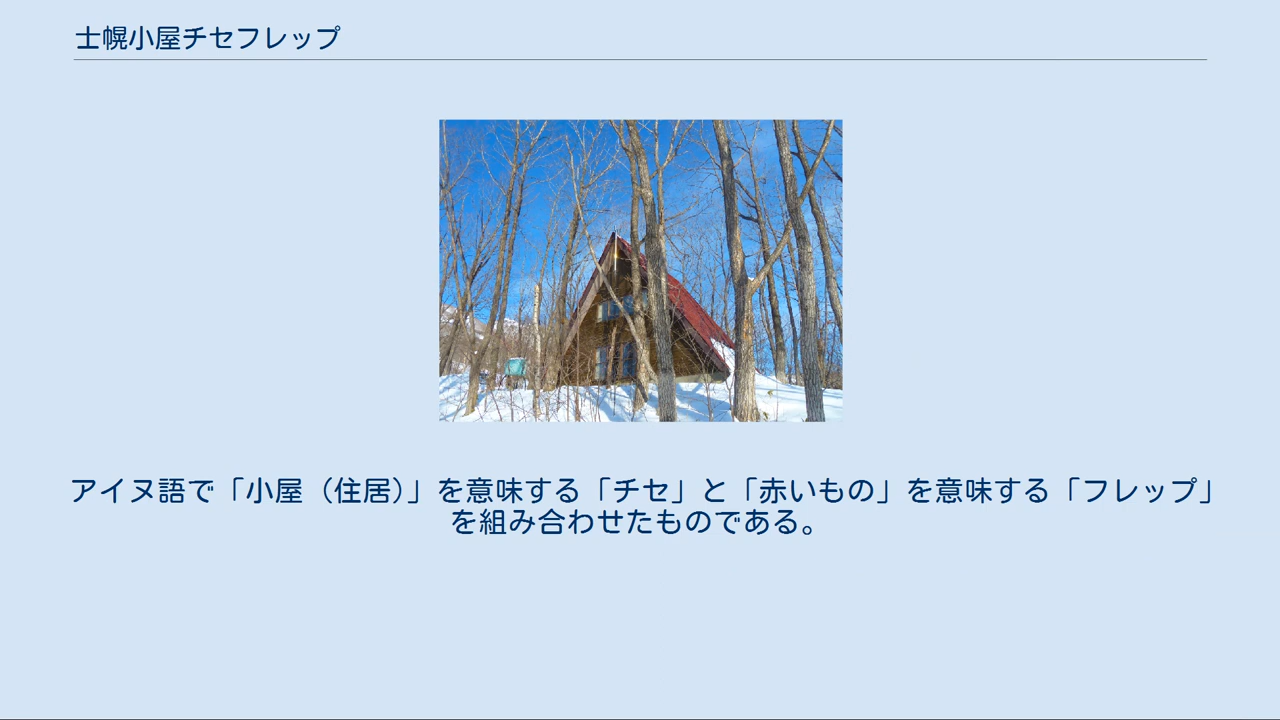 士幌小屋チセフレップ
アイヌ語で「小屋（住居）」を意味する「チセ」と「赤いもの」を意味する「フレップ」
を組み合わせたものである。